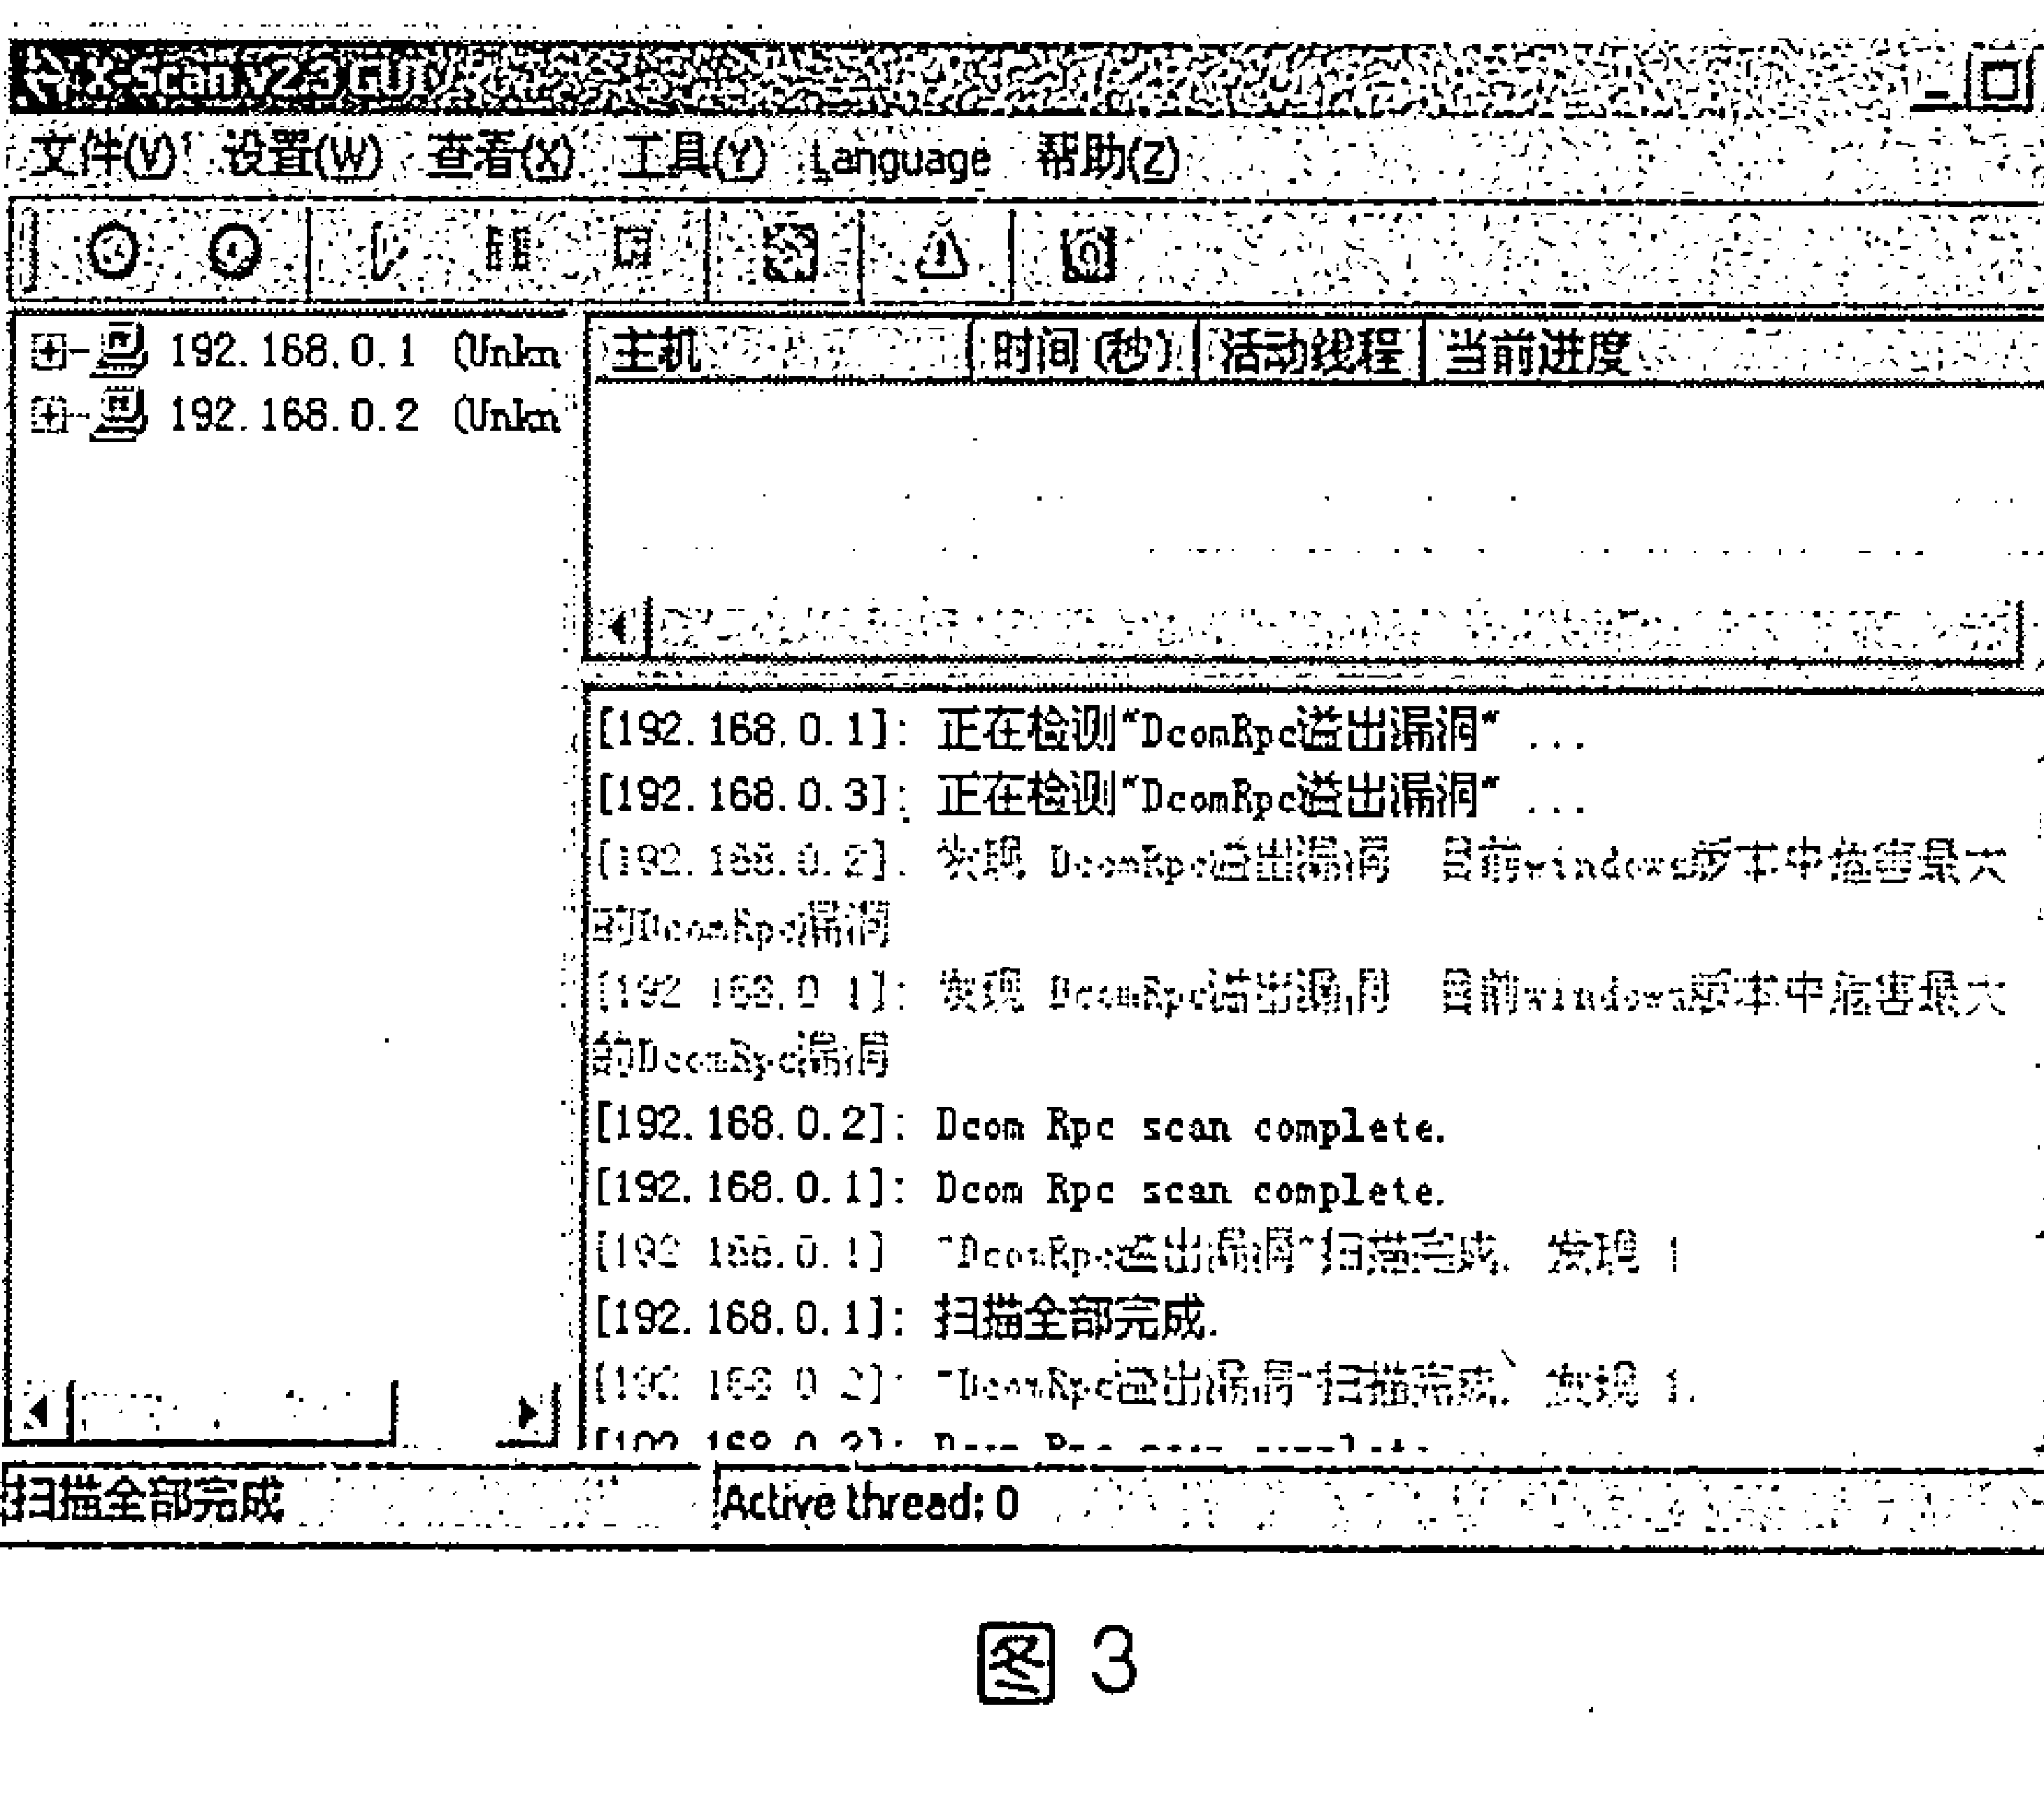 X-Scan v2.3 GUI
文件(V) 设置(W) 查看(X) 工具(Y) Language 帮助(Z)
192.168.0.1 (Unkn
192.168.0.2 (Unkn
主机 时间(秒) 活动线程 当前进度
[192.168.0.1]: 正在检测"DcomRpc溢出漏洞" ...
[192.168.0.3]: 正在检测"DcomRpc溢出漏洞" ...
[192.168.0.2]: 发现 DcomRpc溢出漏洞 目前windows版本中危害最大
的DcomRpc漏洞
[192.168.0.1]: 发现 DcomRpc溢出漏洞 目前windows版本中危害最大
的DcomRpc漏洞
[192.168.0.2]: Dcom Rpc scan complete.
[192.168.0.1]: Dcom Rpc scan complete.
[192.168.0.1] "DcomRpc溢出漏洞"扫描完成, 发现 1
[192.168.0.1]: 扫描全部完成.
[192.168.0.2]: "DcomRpc溢出漏洞"扫描完成, 发现 1.
扫描全部完成
Active thread: 0
图 3